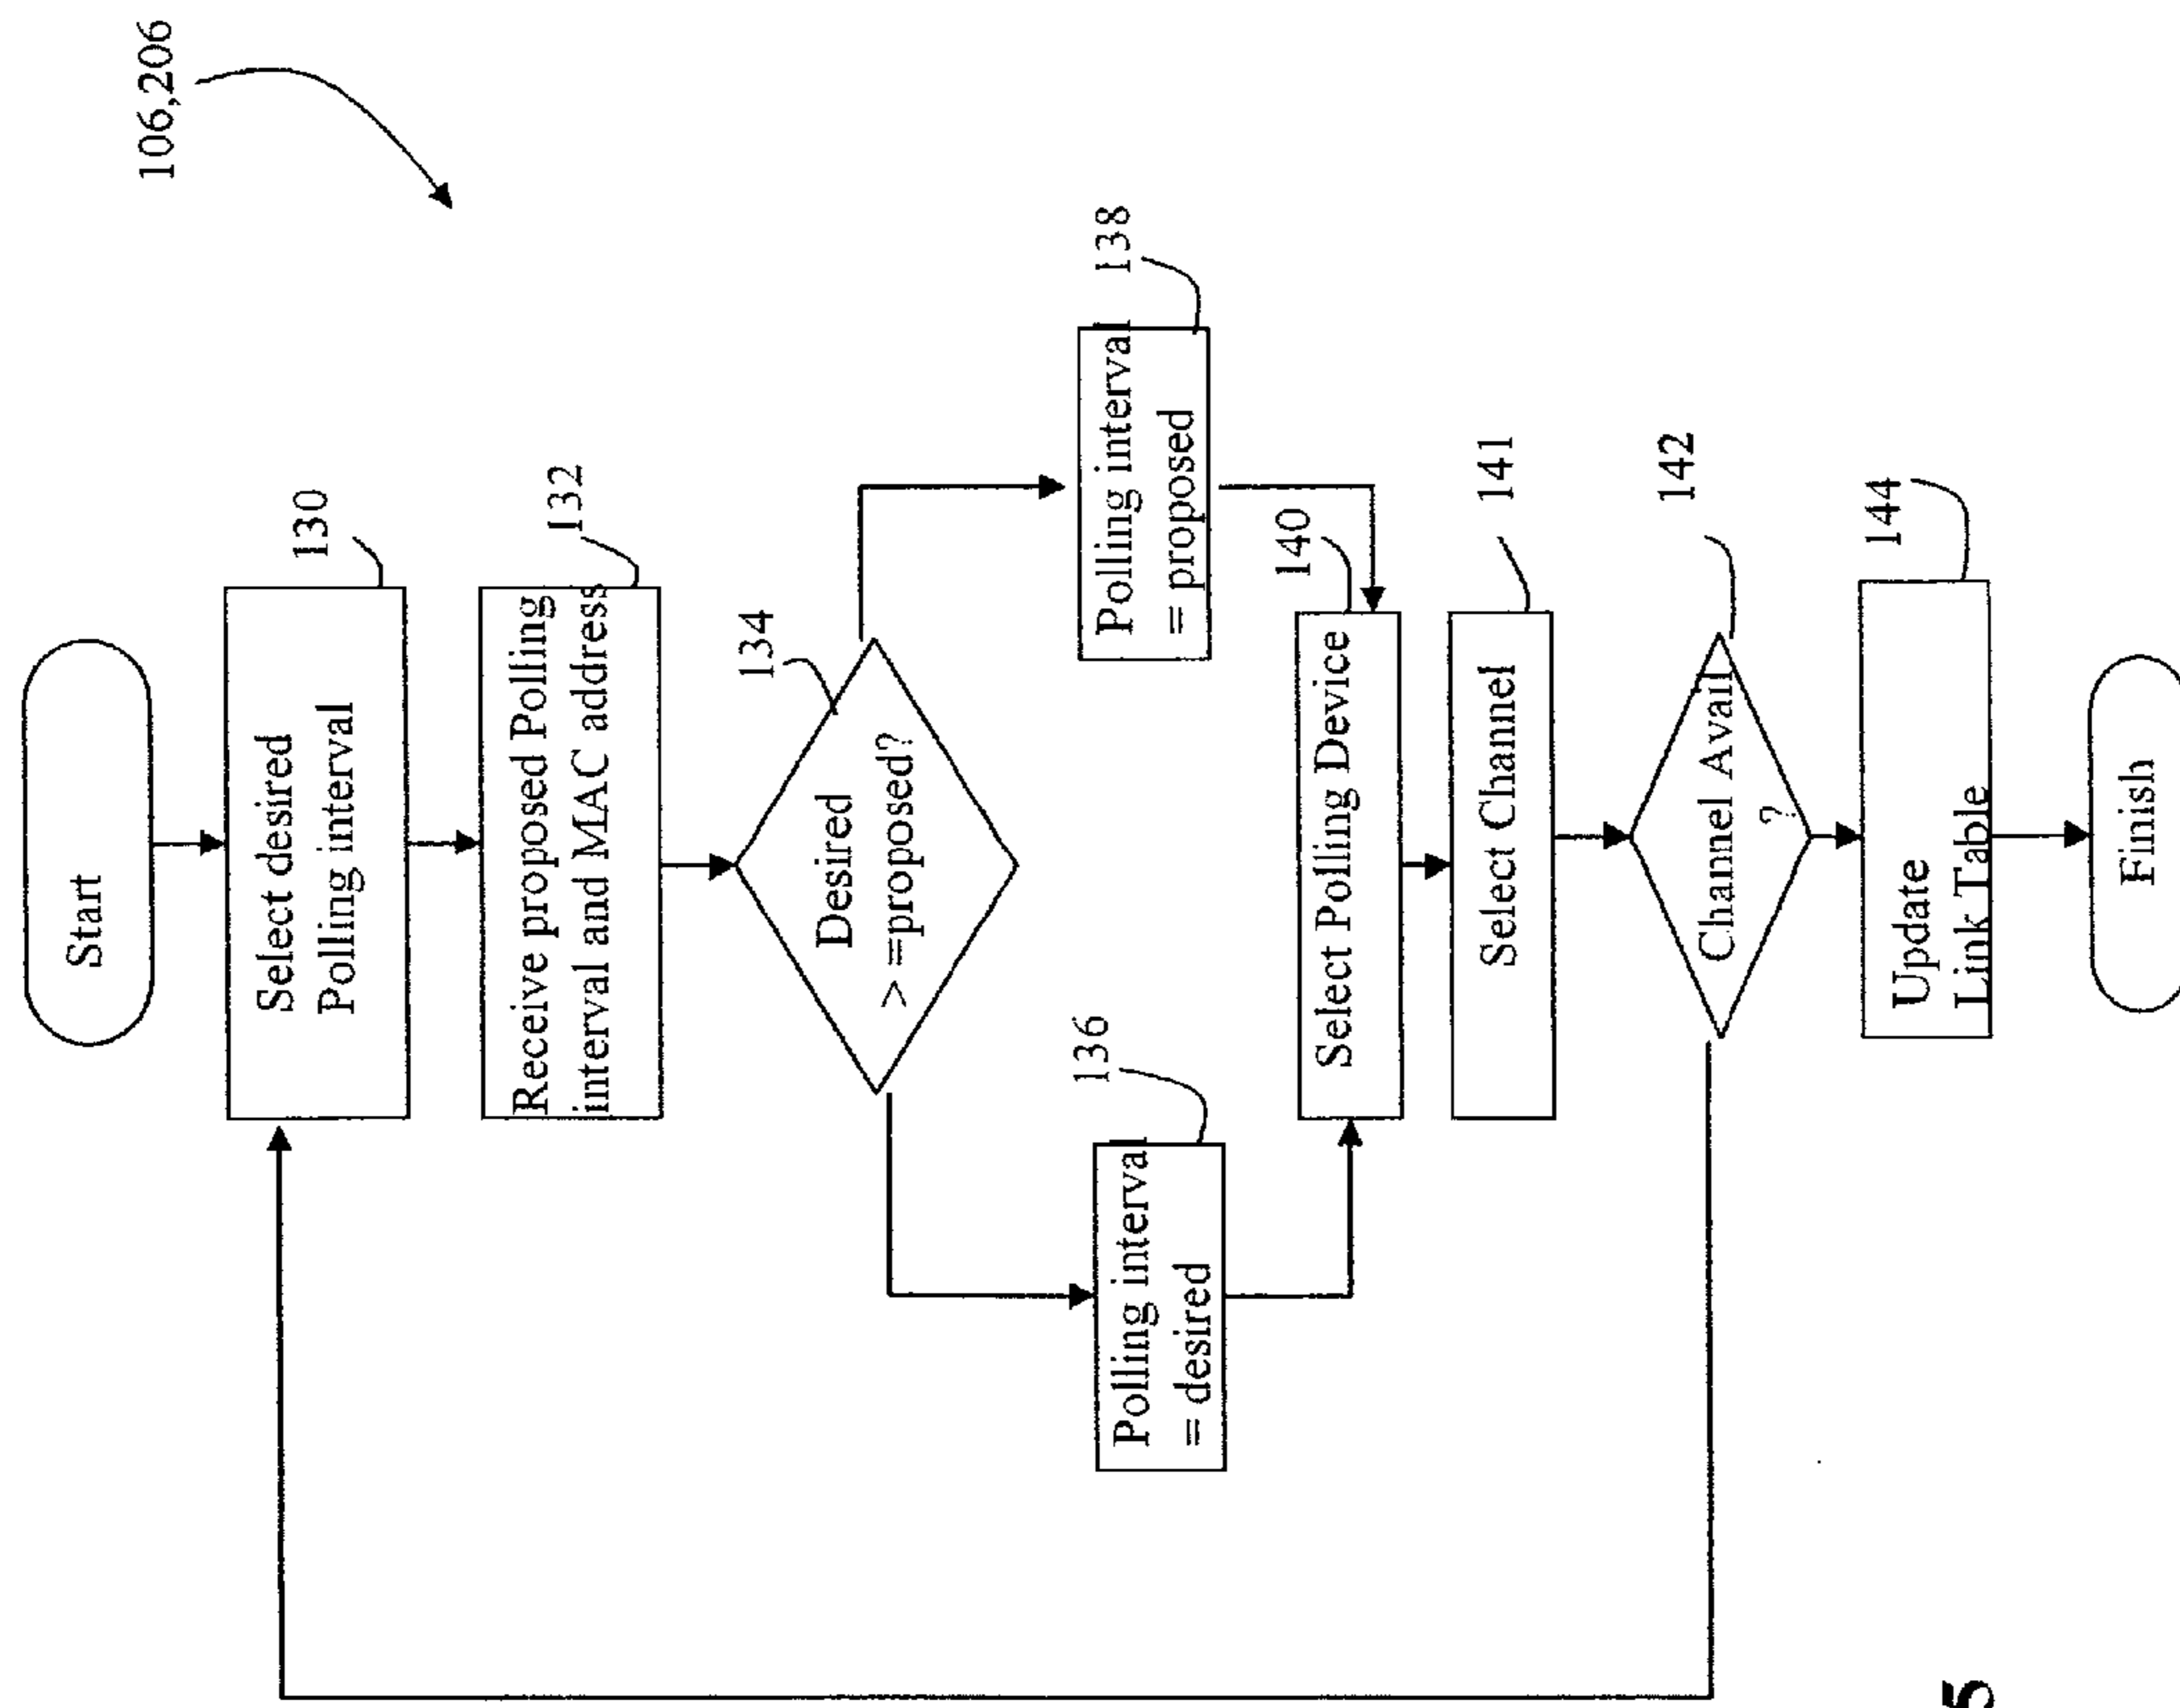 106,206
Start
Select desired
Polling interval
130
Receive proposed Polling
interval and MAC address
132
Desired
> =proposed?
134
Polling interval
= desired
136
Polling interval
= proposed
138
Select Polling Device
140
Select Channel
141
Channel Avail
?
142
Update
Link Table
144
Finish
5